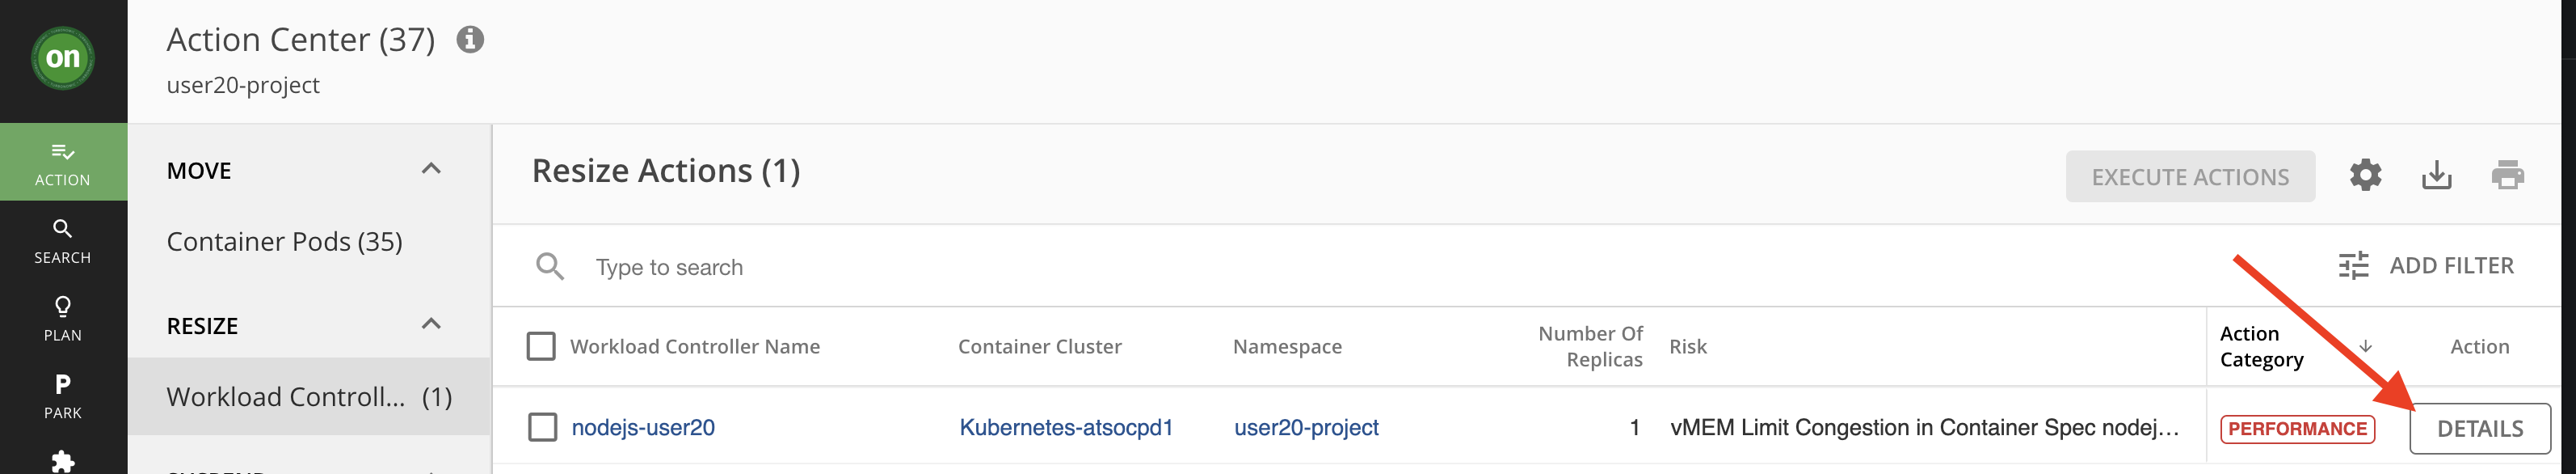 on
Action Center (37)
user20-project
ACTION
SEARCH
PLAN
P
PARK
MOVE
Container Pods (35)
RESIZE
Workload Controll... (1)
Resize Actions (1)
EXECUTE ACTIONS
Type to search
ADD FILTER
Workload Controller Name
Container Cluster
Namespace
Number Of
Replicas
Risk
Action
Category
Action
nodejs-user20
Kubernetes-atsocpd1
user20-project
1
vMEM Limit Congestion in Container Spec nodej...
PERFORMANCE
DETAILS